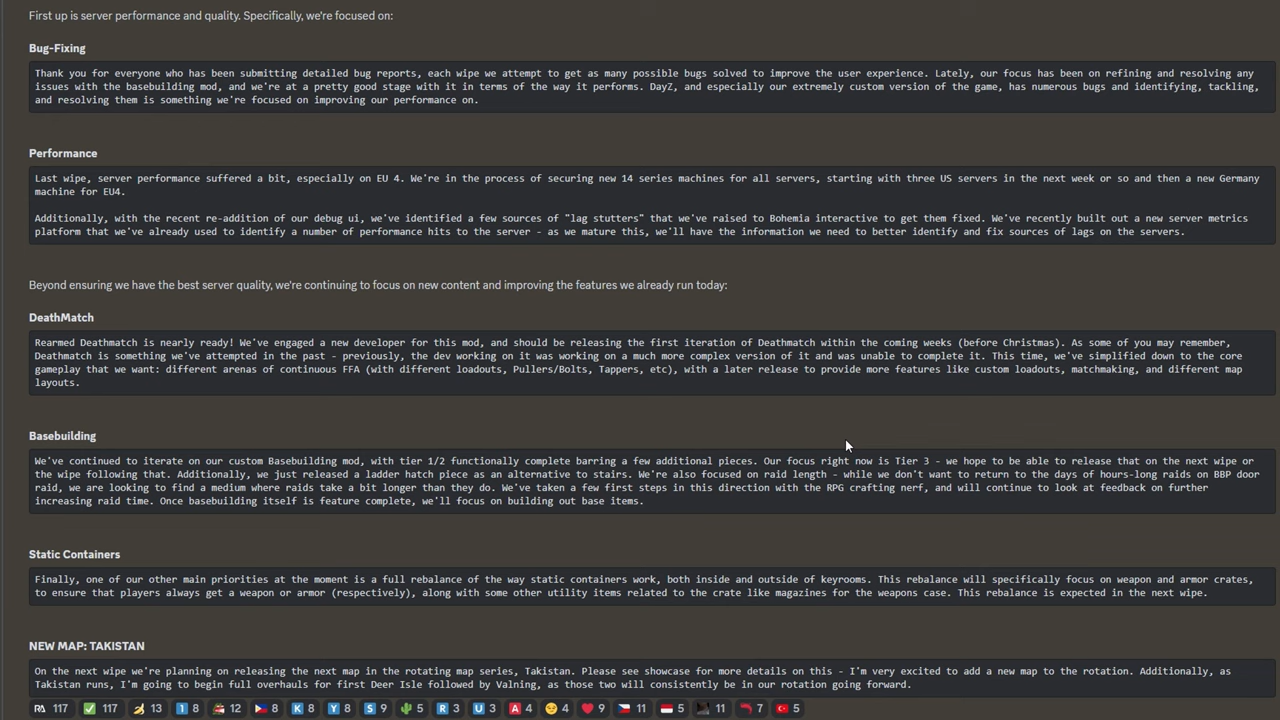 First up is server performance and quality. Specifically, we're focused on:
Bug-Fixing
Thank you for everyone who has been submitting detailed bug reports, each wipe we attempt to get as many possible bugs solved to improve the user experience. Lately, our focus has been on refining and resolving any
issues with the basebuilding mod, and we're at a pretty good stage with it in terms of the way it performs. DayZ, and especially our extremely custom version of the game, has numerous bugs and identifying, tackling,
and resolving them is something we're focused on improving our performance on.
Performance
Last wipe, server performance suffered a bit, especially on EU 4. We're in the process of securing new 14 series machines for all servers, starting with three US servers in the next week or so and then a new Germany
machine for EU4.
Additionally, with the recent re-addition of our debug ui, we've identified a few sources of "lag stutters" that we've raised to Bohemia interactive to get them fixed. We've recently built out a new server metrics
platform that we've already used to identify a number of performance hits to the server - as we mature this, we'll have the information we need to better identify and fix sources of lags on the servers.
Beyond ensuring we have the best server quality, we're continuing to focus on new content and improving the features we already run today:
DeathMatch
Rearmed Deathmatch is nearly ready! We've engaged a new developer for this mod, and should be releasing the first iteration of Deathmatch within the coming weeks (before Christmas). As some of you may remember,
Deathmatch is something we've attempted in the past - previously, the dev working on it was working on a much more complex version of it and was unable to complete it. This time, we've simplified down to the core
gameplay that we want: different arenas of continuous FFA (with different loadouts, Pullers/Bolts, Tappers, etc), with a later release to provide more features like custom loadouts, matchmaking, and different map
layouts.
Basebuilding
We've continued to iterate on our custom Basebuilding mod, with tier 1/2 functionally complete barring a few additional pieces. Our focus right now is Tier 3 - we hope to be able to release that on the next wipe or
the wipe following that. Additionally, we just released a ladder hatch piece as an alternative to stairs. We're also focused on raid length - while we don't want to return to the days of hours-long raids on BBP door
raid, we are looking to find a medium where raids take a bit longer than they do. We've taken a few first steps in this direction with the RPG crafting nerf, and will continue to look at feedback on further
increasing raid time. Once basebuilding itself is feature complete, we'll focus on building out base items.
Static Containers
Finally, one of our other main priorities at the moment is a full rebalance of the way static containers work, both inside and outside of keyrooms. This rebalance will specifically focus on weapon and armor crates,
to ensure that players always get a weapon or armor (respectively), along with some other utility items related to the crate like magazines for the weapons case. This rebalance is expected in the next wipe.
NEW MAP: TAKISTAN
On the next wipe we're planning on releasing the next map in the rotating map series, Takistan. Please see showcase for more details on this - I'm very excited to add a new map to the rotation. Additionally, as
Takistan runs, I'm going to begin full overhauls for first Deer Isle followed by Valning, as those two will consistently be in our rotation going forward.
RA 117 117 13 1 8 12 8 K 8 Y 8 S 9 5 R 3 U 3 A 4 4 9 11 5 11 7 5